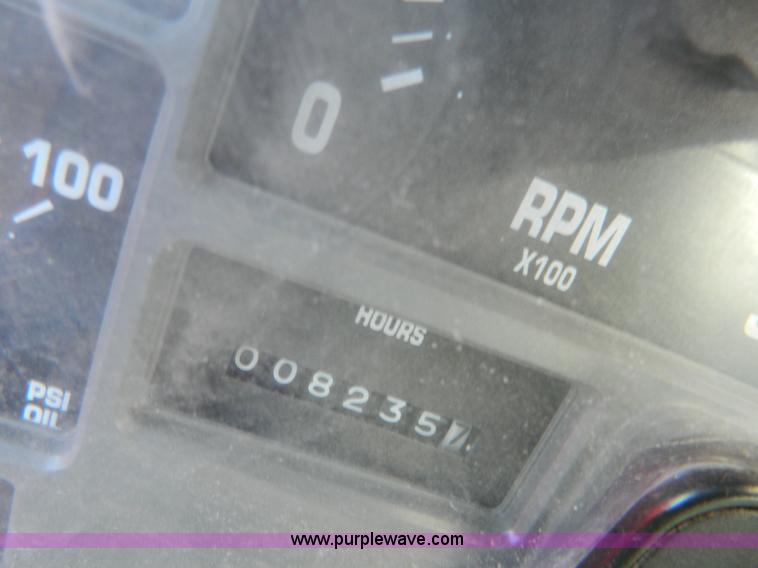 0
100
RPM
X100
HOURS
008235
PSI
OIL
www.purplewave.com